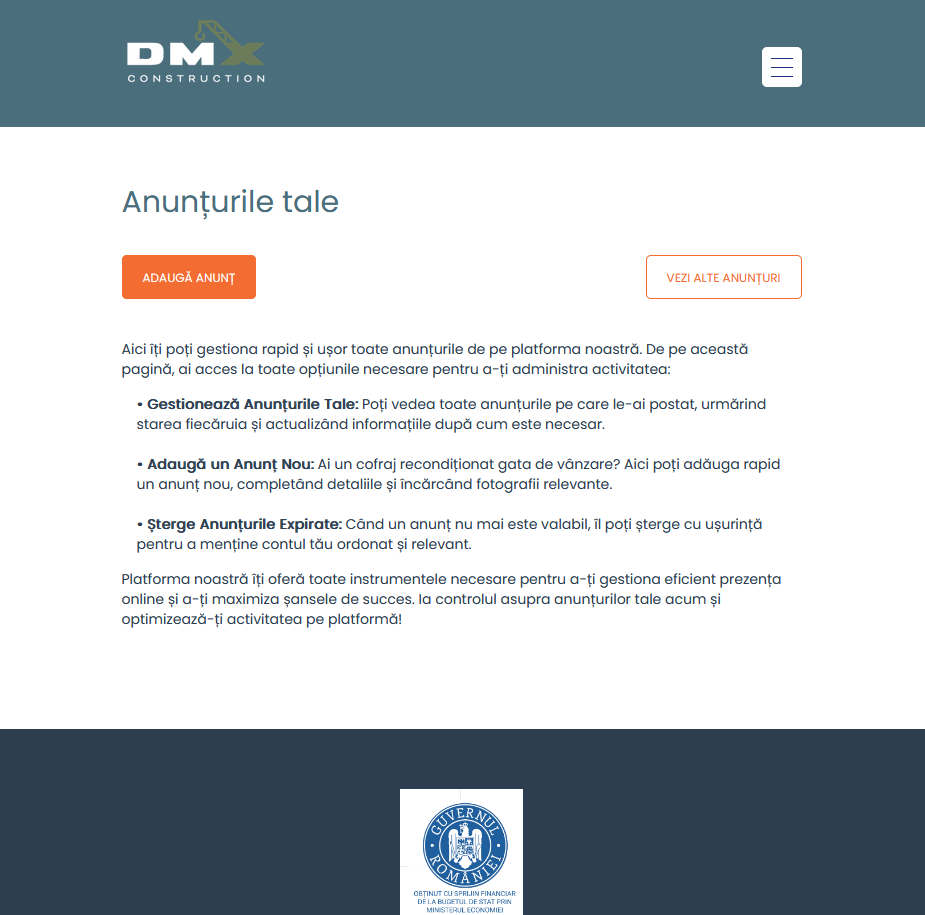 DMX
CONSTRUCTION
Anunțurile tale
ADAUGĂ ANUNȚ
VEZI ALTE ANUNȚURI
Aici îți poți gestiona rapid și ușor toate anunțurile de pe platforma noastră. De pe această
pagină, ai acces la toate opțiunile necesare pentru a-ți administra activitatea:
• Gestionează Anunțurile Tale: Poți vedea toate anunțurile pe care le-ai postat, urmărind
starea fiecăruia și actualizând informațiile după cum este necesar.
• Adaugă un Anunț Nou: Ai un cofraj recondiționat gata de vânzare? Aici poți adăuga rapid
un anunț nou, completând detaliile și încărcând fotografii relevante.
• Șterge Anunțurile Expirate: Când un anunț nu mai este valabil, îl poți șterge cu ușurință
pentru a menține contul tău ordonat și relevant.
Platforma noastră îți oferă toate instrumentele necesare pentru a-ți gestiona eficient prezența
online și a-ți maximiza șansele de succes. Ia controlul asupra anunțurilor tale acum și
optimizează-ți activitatea pe platformă!
GUVERNUL
ROMÂNIEI
OBȚINUT CU SPRIJIN FINANCIAR
DE LA BUGETUL DE STAT PRIN
MINISTERUL ECONOMIEI